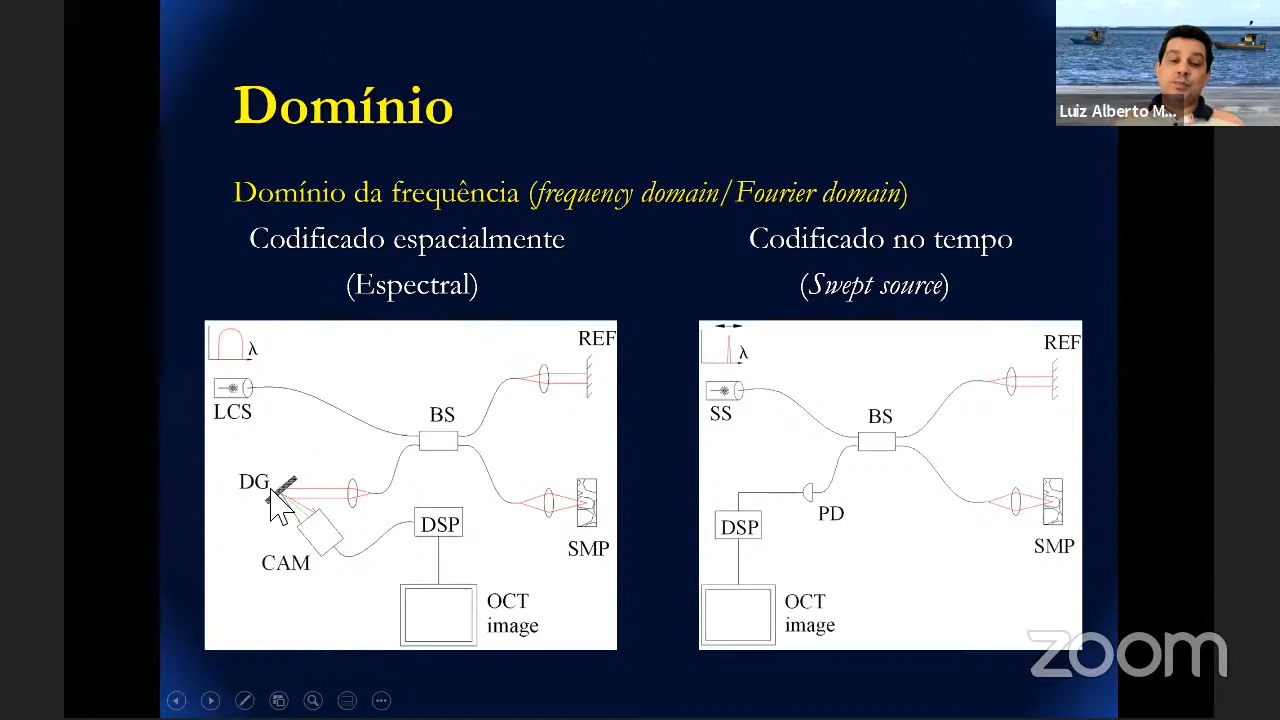 Domínio
Luiz Alberto M...
Domínio da frequência (frequency domain/Fourier domain)
Codificado espacialmente
(Espectral)
Codificado no tempo
(Swept source)
λ
REF
LCS
BS
DG
DSP
CAM
SMP
OCT
image
λ
REF
SS
BS
PD
DSP
SMP
OCT
image
zoom